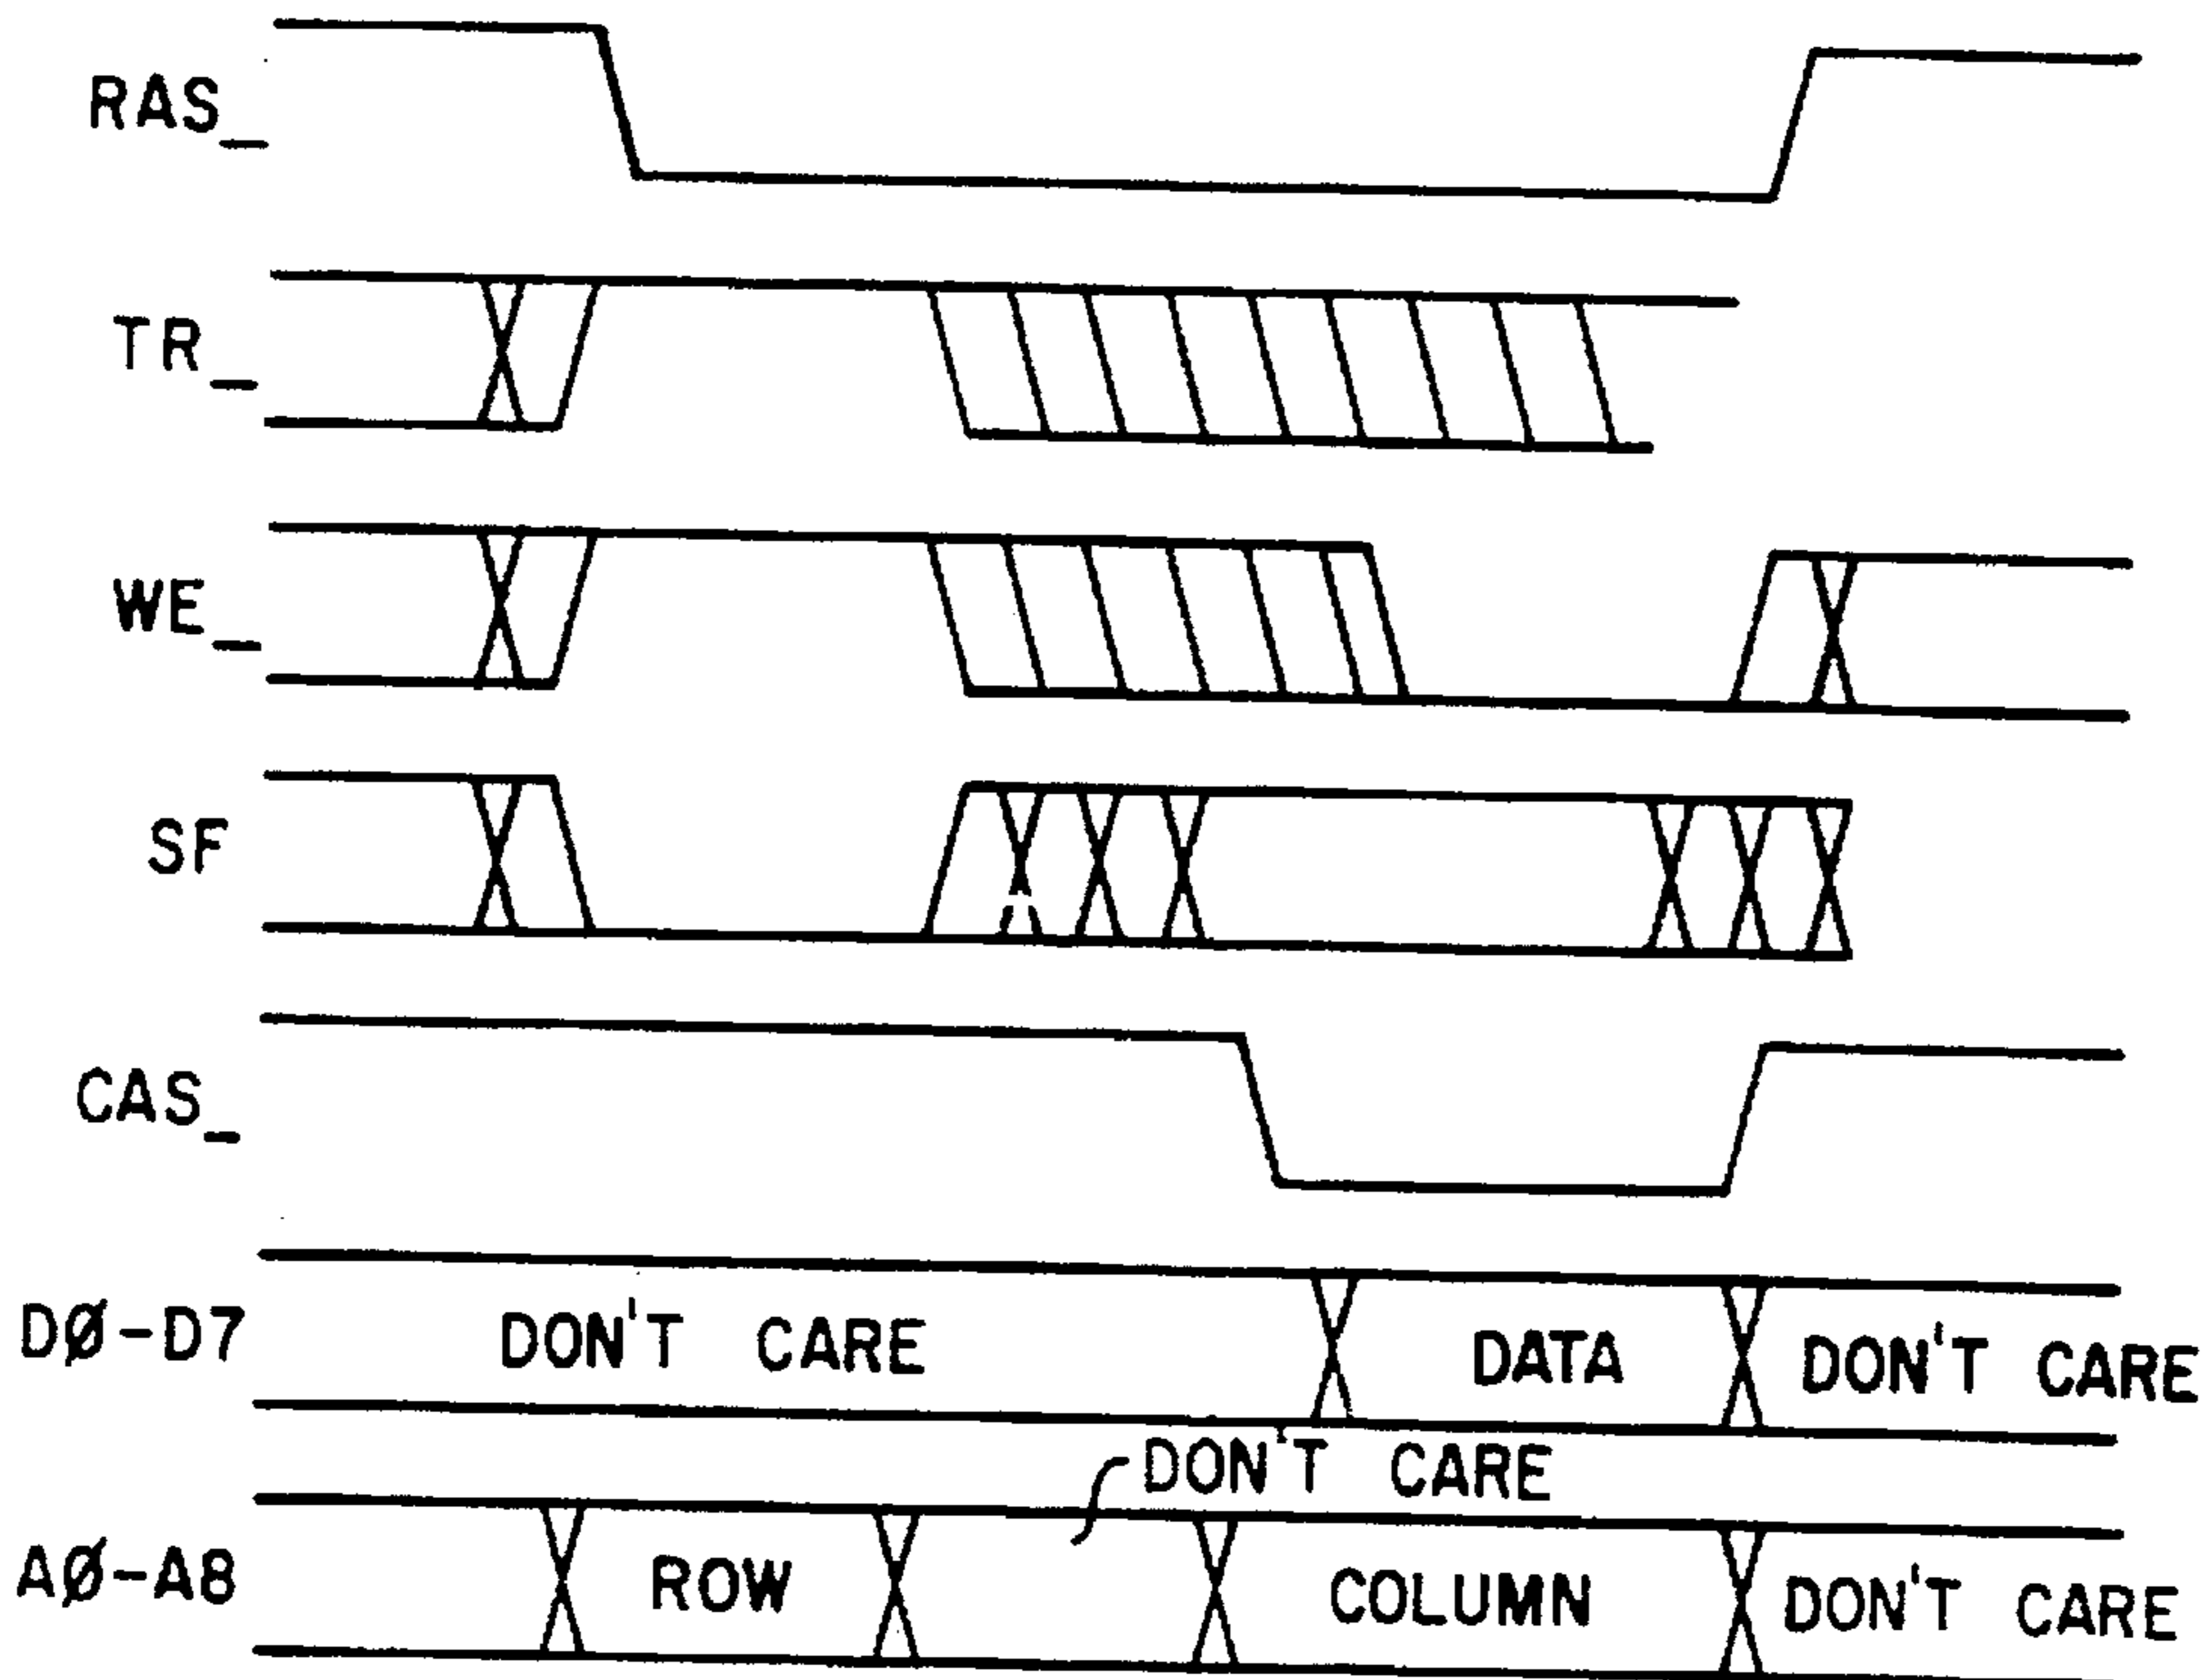 RAS_
TR_
WE_
SF
CAS_
DØ-D7 DON'T CARE DATA DON'T CARE
DON'T CARE
AØ-A8 ROW COLUMN DON'T CARE